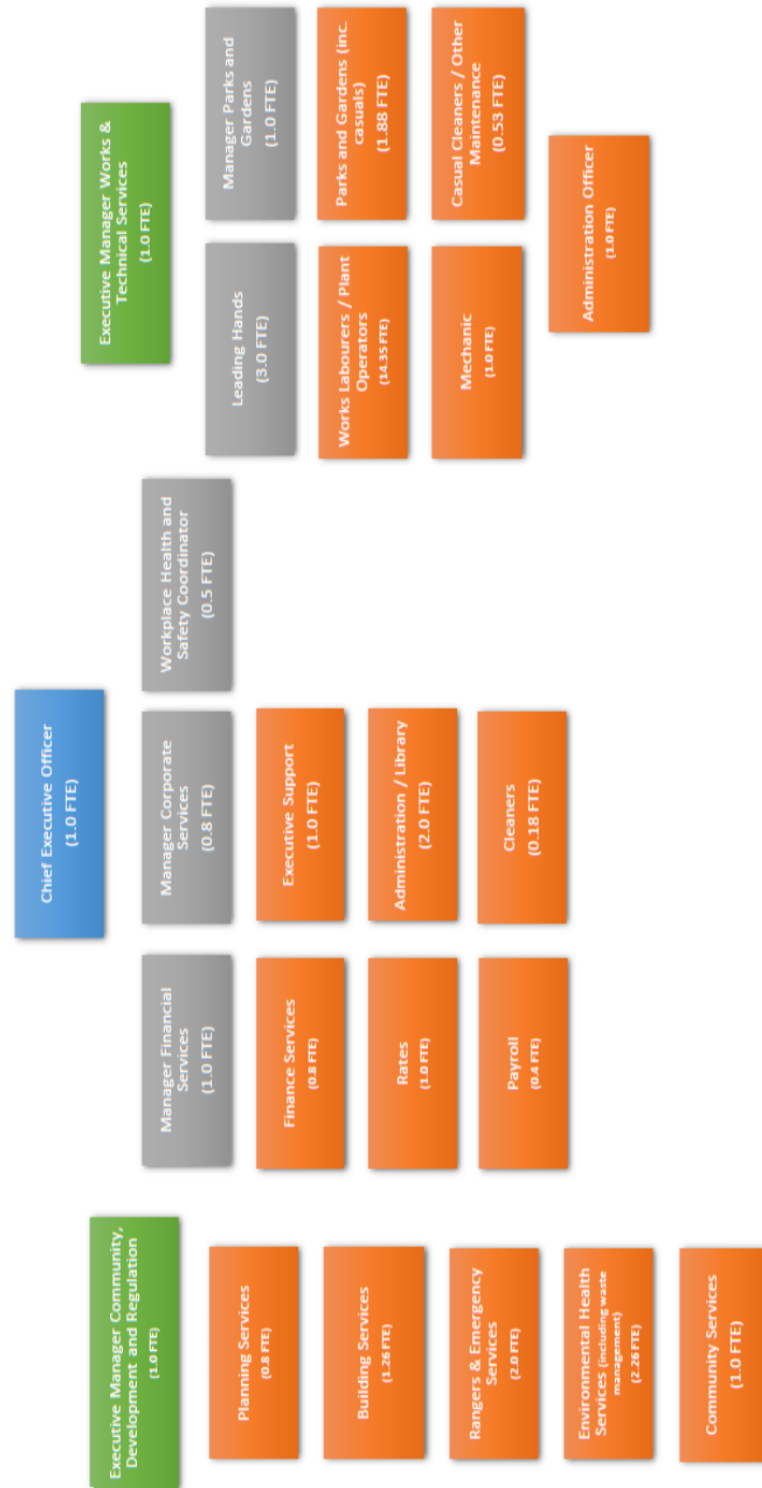 Chief Executive Officer
(1.0 FTE)
Executive Manager Community,
Development and Regulation
(1.0 FTE)
Planning Services
(0.8 FTE)
Building Services
(1.26 FTE)
Rangers & Emergency
Services
(2.0 FTE)
Environmental Health
Services (including waste
management)
(2.26 FTE)
Community Services
(1.0 FTE)
Manager Financial
Services
(1.0 FTE)
Finance Services
(0.8 FTE)
Rates
(1.0 FTE)
Payroll
(0.4 FTE)
Manager Corporate
Services
(0.8 FTE)
Executive Support
(1.0 FTE)
Administration / Library
(2.0 FTE)
Cleaners
(0.18 FTE)
Workplace Health and
Safety Coordinator
(0.5 FTE)
Executive Manager Works &
Technical Services
(1.0 FTE)
Leading Hands
(3.0 FTE)
Works Labourers / Plant
Operators
(14.35 FTE)
Mechanic
(1.0 FTE)
Manager Parks and
Gardens
(1.0 FTE)
Parks and Gardens (inc.
casuals)
(1.88 FTE)
Casual Cleaners / Other
Maintenance
(0.53 FTE)
Administration Officer
(1.0 FTE)